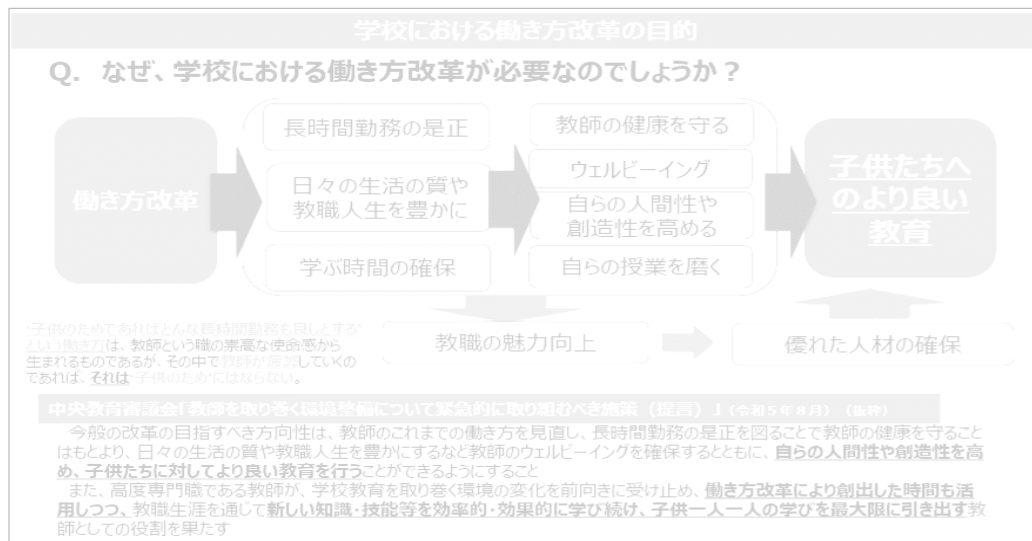 学校における働き方改革の目的
Q. なぜ、学校における働き方改革が必要なのでしょうか？
働き方改革
長時間勤務の是正
日々の生活の質や
教職人生を豊かに
学ぶ時間の確保
教師の健康を守る
ウェルビーイング
自らの人間性や
創造性を高める
自らの授業を磨く
子供たちへ
のより良い
教育
教職の魅力向上
優れた人材の確保
“子供のためであればどんな長時間勤務も良しとする”
という働き方は、教師という職の崇高な使命感から
生まれるものであるが、その中で教師が疲弊していくの
であれば、それは“子供のため”にはならない。
中央教育審議会「教師を取り巻く環境整備について緊急的に取り組むべき施策（提言）」（令和５年８月）（抜粋）
今般の改革の目指すべき方向性は、教師のこれまでの働き方を見直し、長時間勤務の是正を図ることで教師の健康を守ること
はもとより、日々の生活の質や教職人生を豊かにするなど教師のウェルビーイングを確保するとともに、自らの人間性や創造性を高
め、子供たちに対してより良い教育を行うことができるようにすること
また、高度専門職である教師が、学校教育を取り巻く環境の変化を前向きに受け止め、働き方改革により創出した時間も活
用しつつ、教職生涯を通じて新しい知識・技能等を効率的・効果的に学び続け、子供一人一人の学びを最大限に引き出す教
師としての役割を果たす